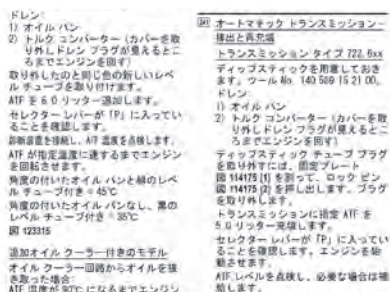 ドレン:
1) オイル パン
2) トルク コンバーター (カバーを取
り外しドレン プラグが見えるとこ
ろまでエンジンを回す)
取り外したのと同じ色の新しいレベ
ル チューブを取り付けます。
ATF を 6.0 リッター追加します。
セレクター レバーが「P」に入ってい
ることを確認します。
診断装置を接続し、A/T 温度を点検します。
ATF が指定温度に達するまでエンジン
を回転させます。
角度の付いたオイル パンと緑のレベ
ル チューブ付き = 45℃
角度の付いたオイル パンなし、黒の
レベル チューブ付き = 35℃
図 123315
追加オイル クーラー付きのモデル
オイル クーラー回路からオイルを抜
き取った場合:
ATF 温度が 90℃ になるまでエンジン
オートマチック トランスミッション -
排出と再充填
トランスミッション タイプ 722.6xx
ディップスティックを用意しておき
ます。ツール No. 140 589 15 21 00。
ドレン:
1) オイル パン
2) トルク コンバーター (カバーを取
り外しドレン プラグが見えるとこ
ろまでエンジンを回す)
ディップスティック チューブ プラグ
を取り外すには、固定プレート
図 114175 [1] を割って、ロック ピン
図 114175 [2] を押し出します。プラグ
を取り外します。
トランスミッションに指定 ATF を
5.0 リッター充填します。
セレクター レバーが「P」に入ってい
ることを確認します。エンジンを始
動させます。
ATF レベルを点検し、必要な場合は補
給します。